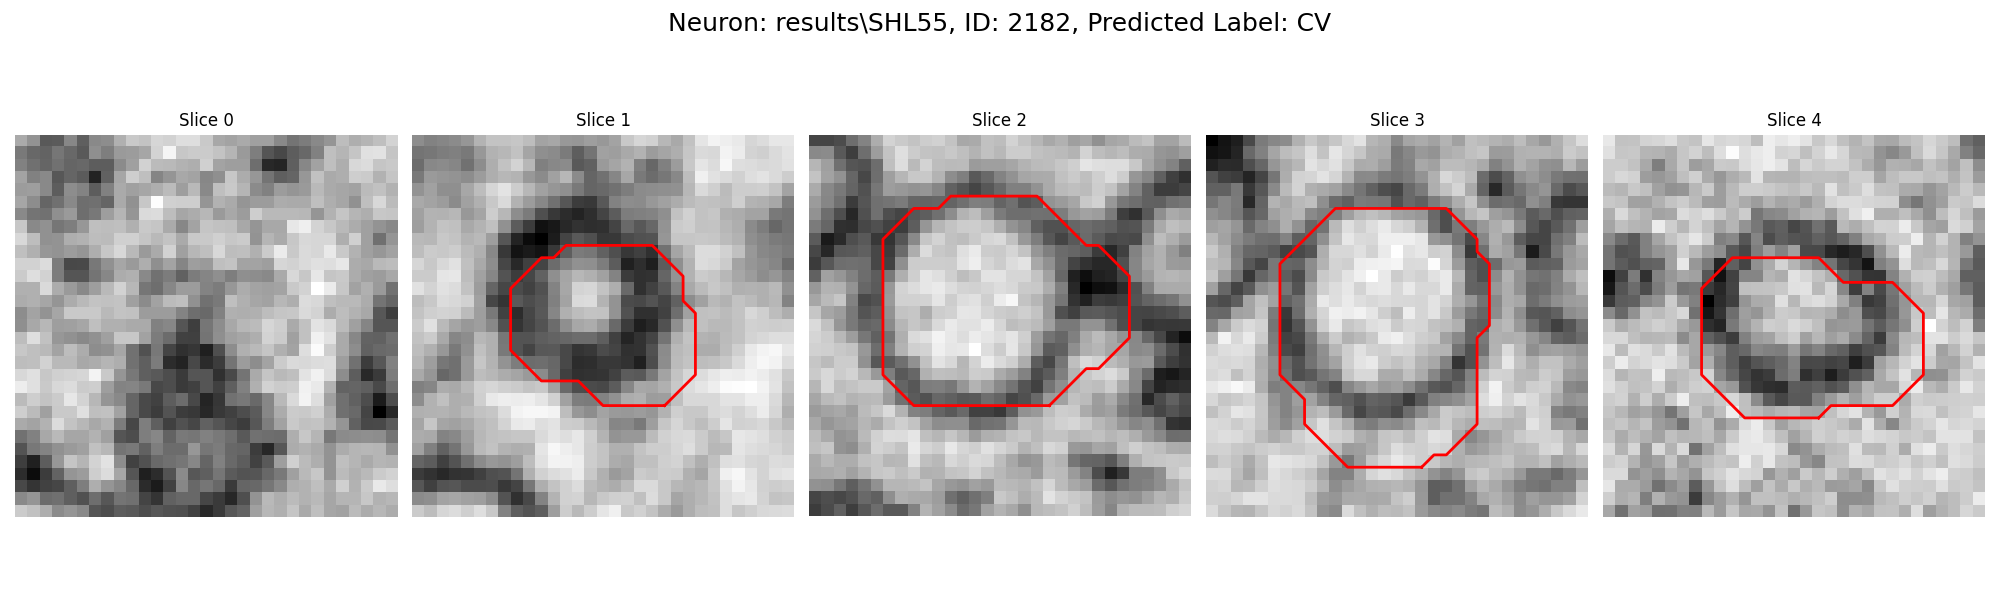 Neuron: results\SHL55, ID: 2182, Predicted Label: CV
Slice 0
Slice 1
Slice 2
Slice 3
Slice 4